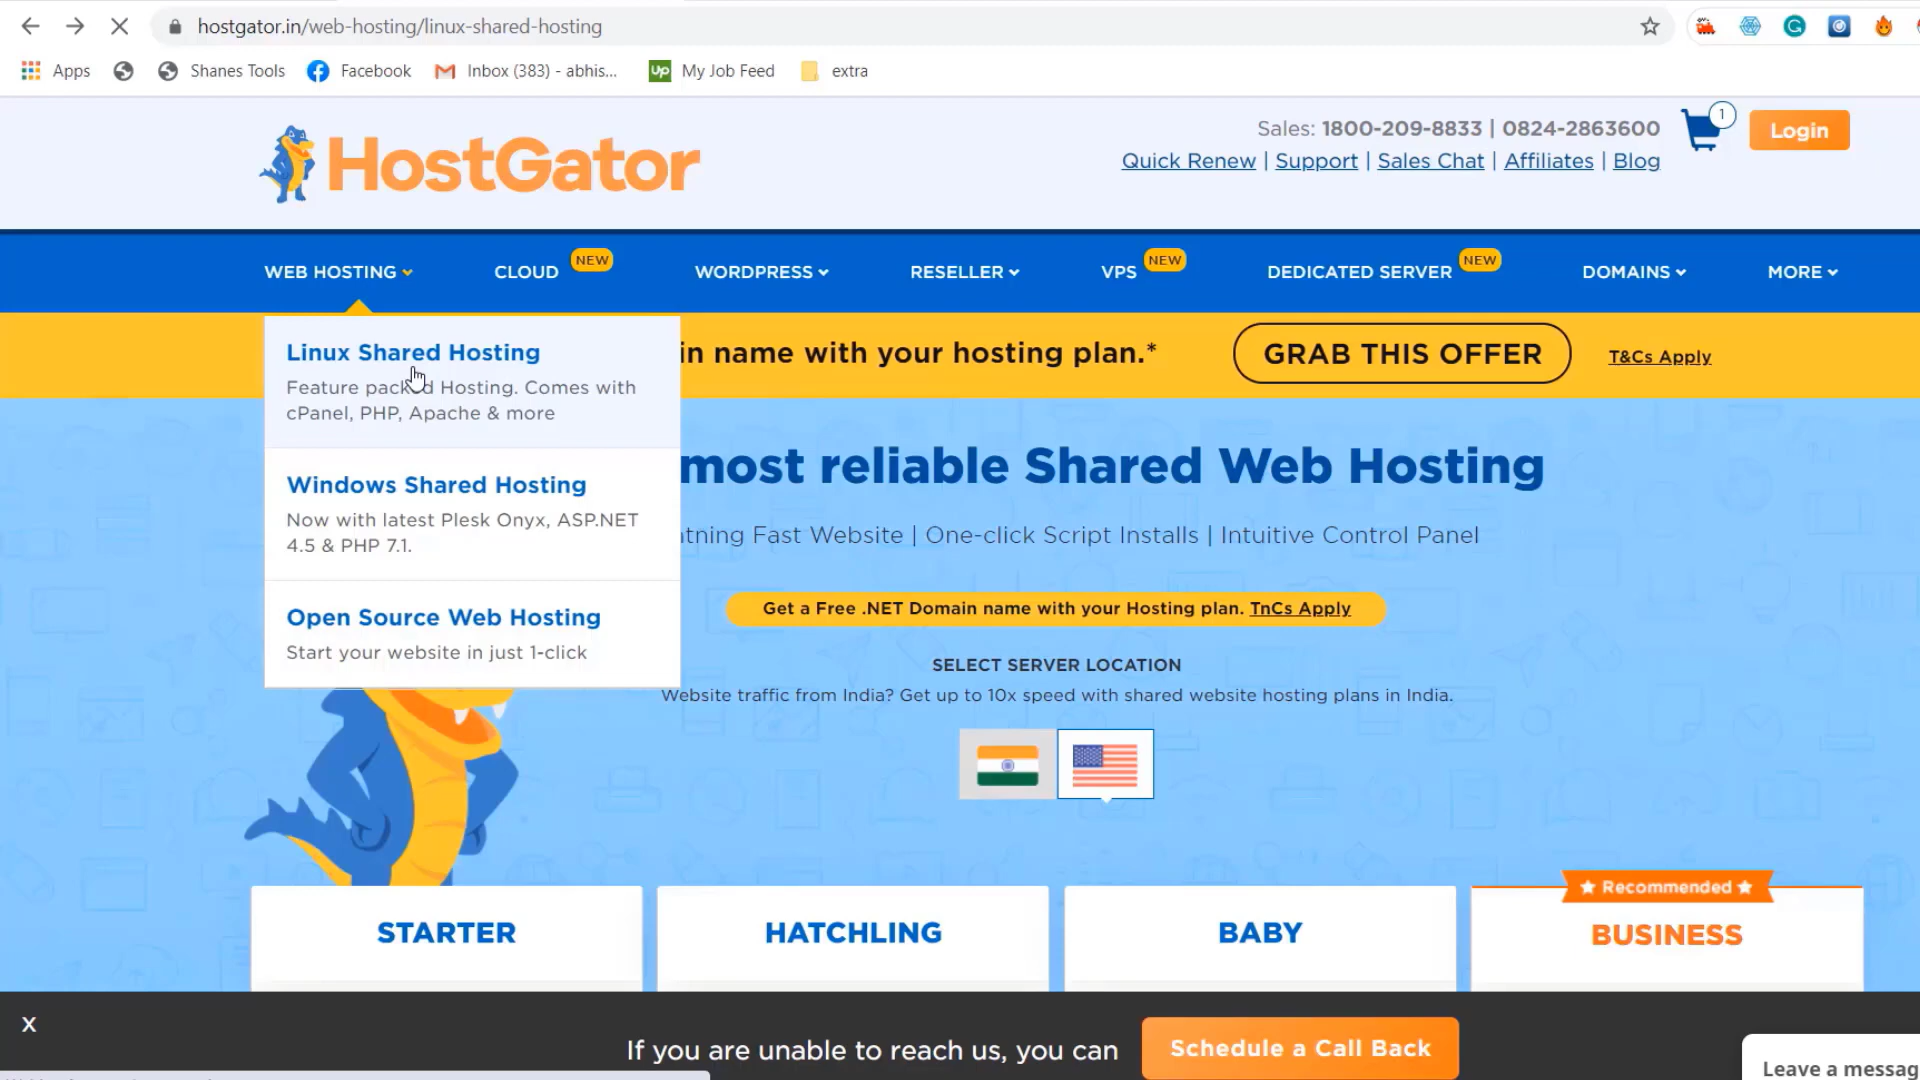 hostgator.in/web-hosting/linux-shared-hosting
Apps
Shanes Tools
Facebook
Inbox (383) - abhis...
Up
My Job Feed
extra
HostGator
Sales: 1800-209-8833 | 0824-2863600
1
Login
Quick Renew | Support | Sales Chat | Affiliates | Blog
WEB HOSTING
CLOUD NEW
WORDPRESS
RESELLER
VPS NEW
DEDICATED SERVER NEW
DOMAINS
MORE
in name with your hosting plan.*
GRAB THIS OFFER
T&Cs Apply
Linux Shared Hosting
Feature packed Hosting. Comes with
cPanel, PHP, Apache & more
Windows Shared Hosting
Now with latest Plesk Onyx, ASP.NET
4.5 & PHP 7.1.
Open Source Web Hosting
Start your website in just 1-click
most reliable Shared Web Hosting
tning Fast Website | One-click Script Installs | Intuitive Control Panel
Get a Free .NET Domain name with your Hosting plan. TnCs Apply
SELECT SERVER LOCATION
Website traffic from India? Get up to 10x speed with shared website hosting plans in India.
STARTER
HATCHLING
BABY
Recommended
BUSINESS
X
If you are unable to reach us, you can
Schedule a Call Back
Leave a messag